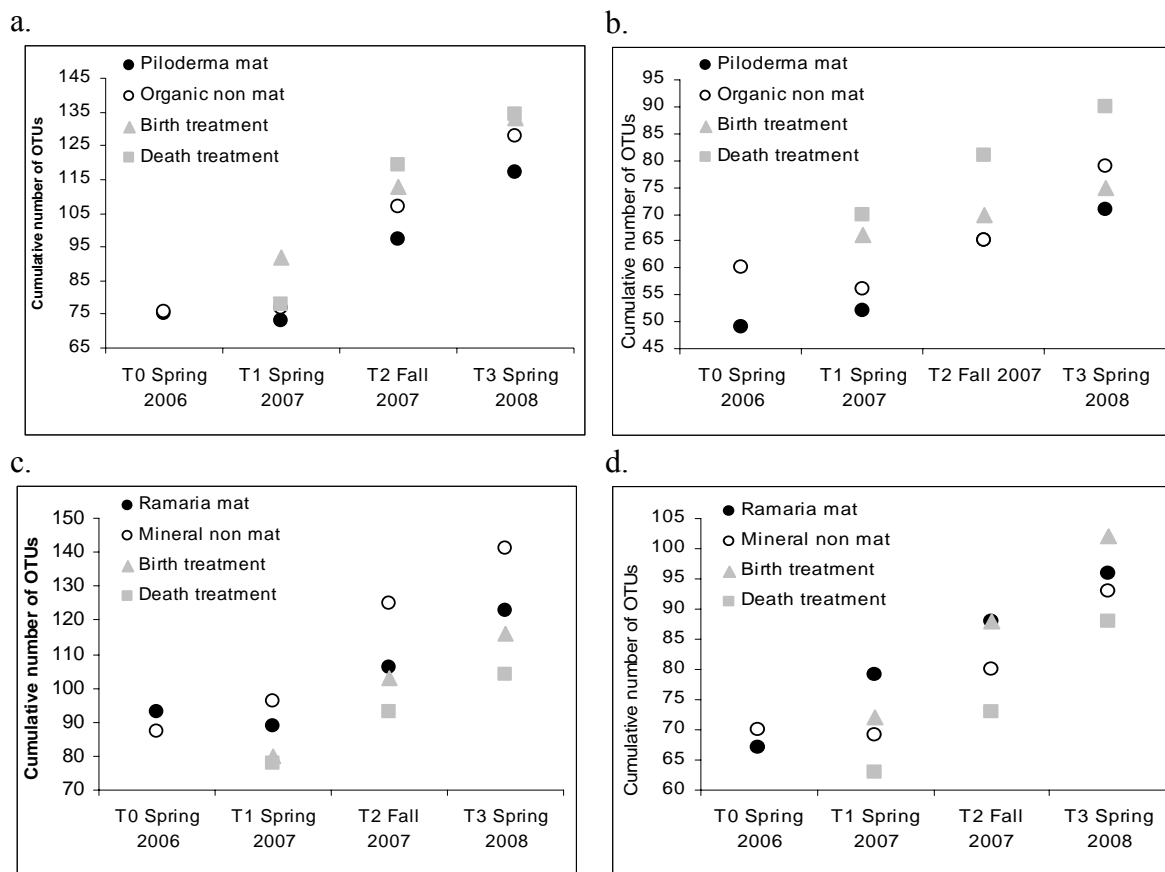 a.
Piloderma mat
Organic non mat
Birth treatment
Death treatment
Cumulative number of OTUs
145
135
125
115
105
95
85
75
65
T0 Spring 2006
T1 Spring 2007
T2 Fall 2007
T3 Spring 2008
b.
Piloderma mat
Organic non mat
Birth treatment
Death treatment
Cumulative number of OTUs
95
90
85
80
75
70
65
60
55
50
45
T0 Spring 2006
T1 Spring 2007
T2 Fall 2007
T3 Spring 2008
c.
Ramaria mat
Mineral non mat
Birth treatment
Death treatment
Cumulative number of OTUs
150
140
130
120
110
100
90
80
70
T0 Spring 2006
T1 Spring 2007
T2 Fall 2007
T3 Spring 2008
d.
Ramaria mat
Mineral non mat
Birth treatment
Death treatment
Cumulative number of OTUs
105
100
95
90
85
80
75
70
65
60
T0 Spring 2006
T1 Spring 2007
T2 Fall 2007
T3 Spring 2008